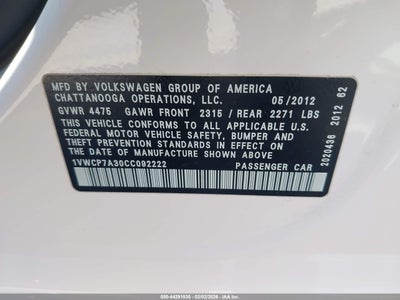 MFD BY VOLKSWAGEN GROUP OF AMERICA
CHATTANOOGA OPERATIONS, LLC. 05/2012
GVWR 4475 GAWR FRONT 2315 / REAR 2271 LBS
THIS VEHICLE CONFORMS TO ALL APPLICABLE U.S.
FEDERAL MOTOR VEHICLE SAFETY, BUMPER AND
THEFT PREVENTION STANDARDS IN EFFECT ON THE
DATE OF MANUFACTURE SHOWN ABOVE.
1VWCP7A30CC092222 PASSENGER CAR
2020436 2012 62